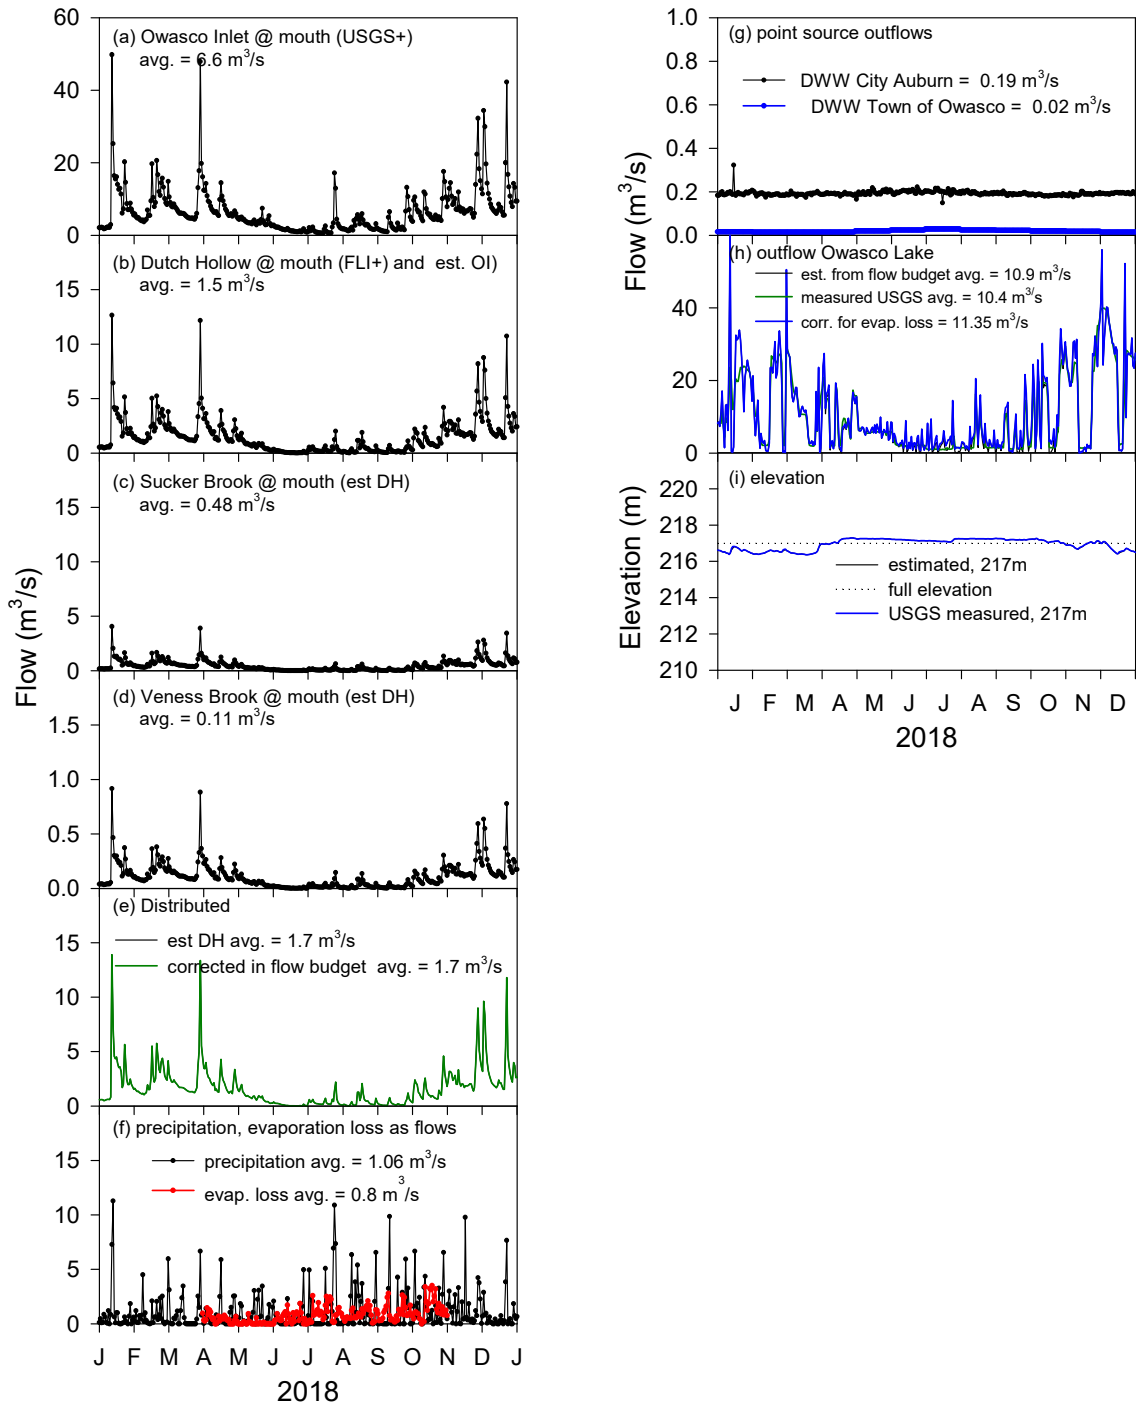 (a) Owasco Inlet @ mouth (USGS+)
avg. = 6.6 m³/s
60
40
20
0
(b) Dutch Hollow @ mouth (FLI+) and est. OI)
avg. = 1.5 m³/s
15
10
5
0
(c) Sucker Brook @ mouth (est DH)
avg. = 0.48 m³/s
15
10
5
0
Flow (m³/s)
(d) Veness Brook @ mouth (est DH)
avg. = 0.11 m³/s
1.5
1.0
0.5
0.0
(e) Distributed
est DH avg. = 1.7 m³/s
corrected in flow budget avg. = 1.7 m³/s
15
10
5
0
(f) precipitation, evaporation loss as flows
precipitation avg. = 1.06 m³/s
evap. loss avg. = 0.8 m³/s
15
10
5
0
J F M A M J J A S O N D J
2018
(g) point source outflows
DWW City Auburn = 0.19 m³/s
DWW Town of Owasco = 0.02 m³/s
1.0
0.8
0.6
0.4
0.2
0.0
Flow (m³/s)
(h) outflow Owasco Lake
est. from flow budget avg. = 10.9 m³/s
measured USGS avg. = 10.4 m³/s
corr. for evap. loss = 11.35 m³/s
40
20
0
(i) elevation
estimated, 217m
full elevation
USGS measured, 217m
220
218
216
214
212
210
Elevation (m)
J F M A M J J A S O N D
2018